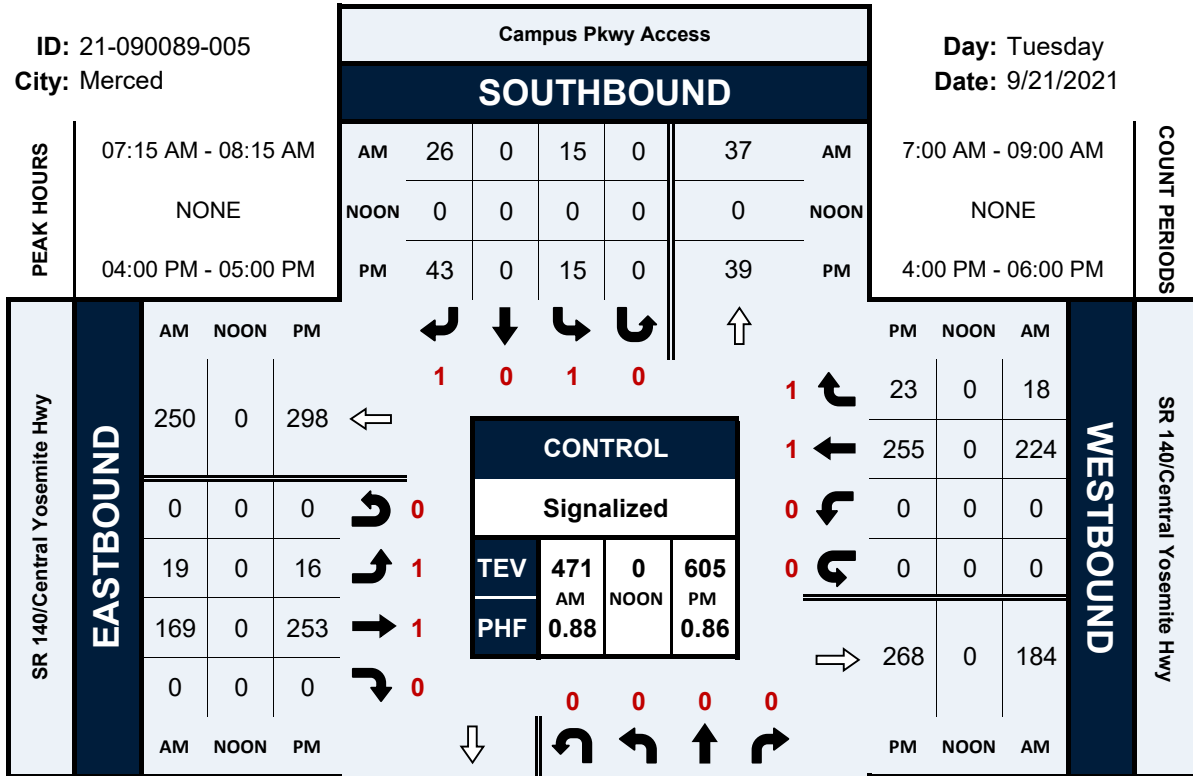 Campus Pkwy Access
ID: 21-090089-005
Day: Tuesday
City: Merced
Date: 9/21/2021
SOUTHBOUND
PEAK HOURS
07:15 AM - 08:15 AM
NONE
04:00 PM - 05:00 PM
AM 26 0 15 0 37 AM
NOON 0 0 0 0 0 NOON
PM 43 0 15 0 39 PM
7:00 AM - 09:00 AM
NONE
4:00 PM - 06:00 PM
COUNT PERIODS
1 0 1 0
SR 140/Central Yosemite Hwy
EASTBOUND
AM NOON PM
250 0 298
0 0 0 0
19 0 16 1
169 0 253 1
0 0 0 0
AM NOON PM
CONTROL
Signalized
TEV 471 0 605
AM NOON PM
PHF 0.88 0.86
PM NOON AM
1 23 0 18
1 255 0 224
0 0 0 0
0 0 0 0
268 0 184
PM NOON AM
WESTBOUND
SR 140/Central Yosemite Hwy
0 0 0 0